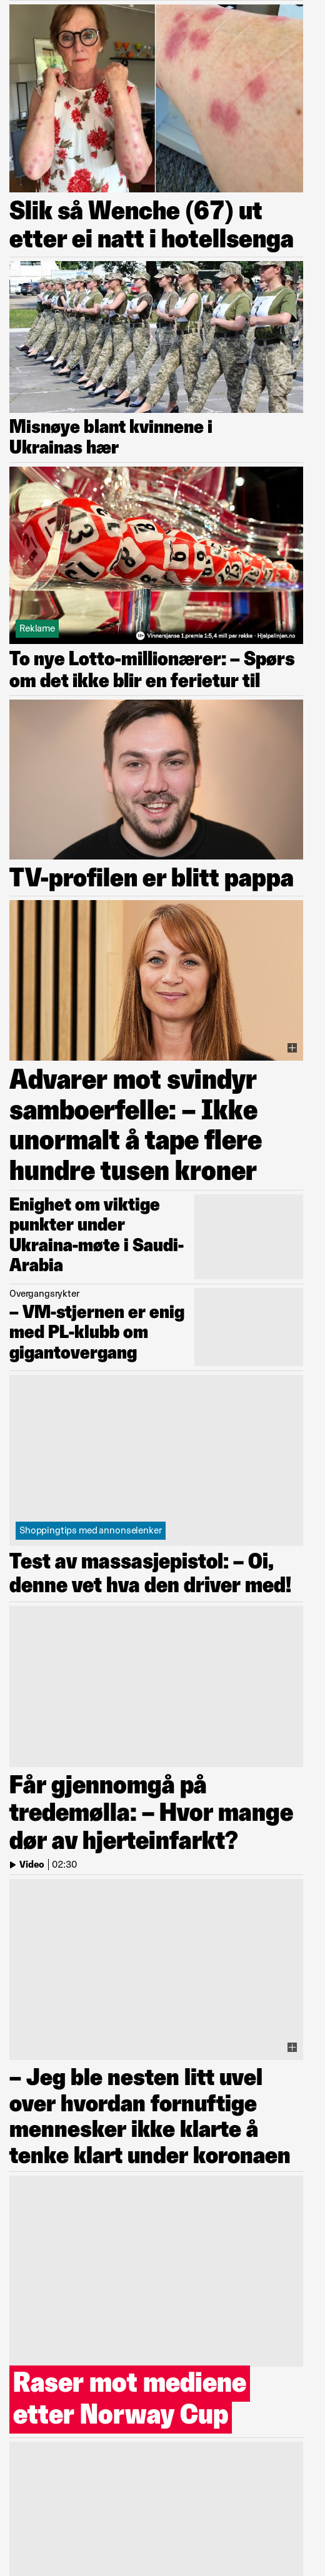 Slik så Wenche (67) ut
etter ei natt i hotellsenga
Misnøye blant kvinnene i
Ukrainas hær
Reklame
Vinnersjanse 1.premie 1:5,4 mill per rekke - Hjelpelinjen.no
To nye Lotto-millionærer: – Spørs
om det ikke blir en ferietur til
TV-profilen er blitt pappa
Advarer mot svindyr
samboerfelle: – Ikke
unormalt å tape flere
hundre tusen kroner
Enighet om viktige
punkter under
Ukraina-møte i Saudi-
Arabia
Overgangsrykter
– VM-stjernen er enig
med PL-klubb om
gigantovergang
Shoppingtips med annonselenker
Test av massasjepistol: – Oi,
denne vet hva den driver med!
Får gjennomgå på
tredemølla: – Hvor mange
dør av hjerteinfarkt?
Video | 02:30
– Jeg ble nesten litt uvel
over hvordan fornuftige
mennesker ikke klarte å
tenke klart under koronaen
Raser mot mediene
etter Norway Cup